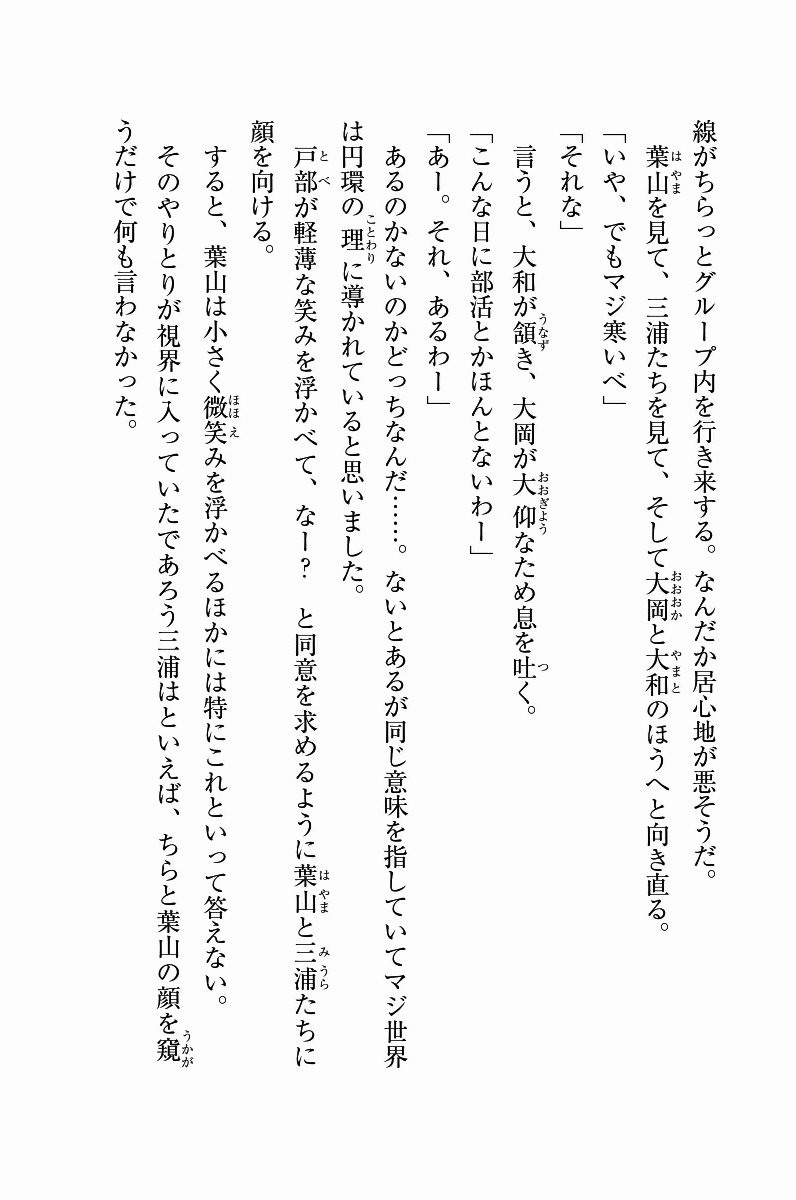 線がちらっとグループ内を行き来する。なんだか居心地が悪そうだ。
葉山を見て、三浦たちを見て、そして大岡と大和のほうへと向き直る。
「いや、でもマジ寒いべ」
「それな」
言うと、大和が頷き、大岡が大仰なため息を吐く。
「こんな日に部活とかほんとないわー」
「あー。それ、あるわー」
あるのかないのかどっちなんだ……。ないとあるが同じ意味を指していてマジ世界
は円環の理に導かれていると思いました。
戸部が軽薄な笑みを浮かべて、なー?　と同意を求めるように葉山と三浦たちに
顔を向ける。
すると、葉山は小さく微笑みを浮かべるほかには特にこれといって答えない。
そのやりとりが視界に入っていたであろう三浦はといえば、ちらと葉山の顔を窺
うだけで何も言わなかった。